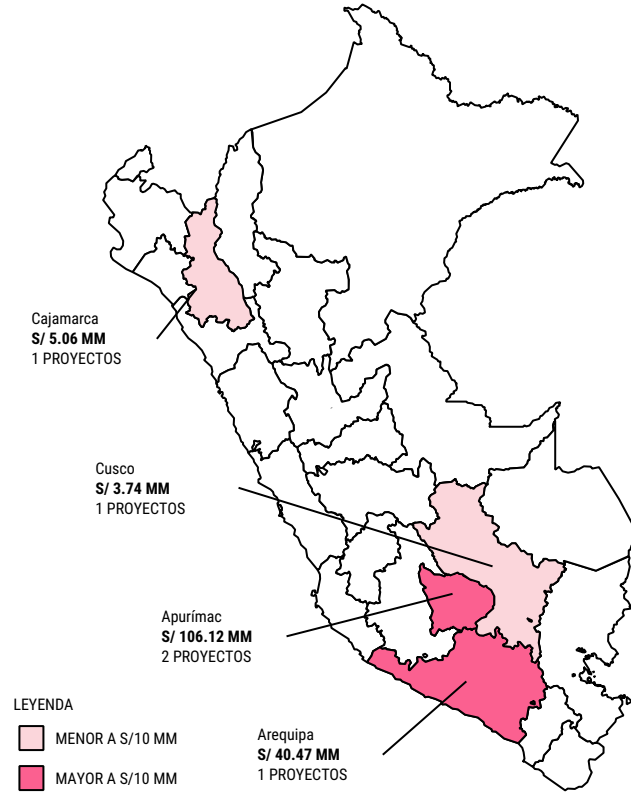 Cajamarca
S/ 5.06 MM
1 PROYECTOS
Cusco
S/ 3.74 MM
1 PROYECTOS
Apurímac
S/ 106.12 MM
2 PROYECTOS
LEYENDA
MENOR A S/10 MM
MAYOR A S/10 MM
Arequipa
S/ 40.47 MM
1 PROYECTOS